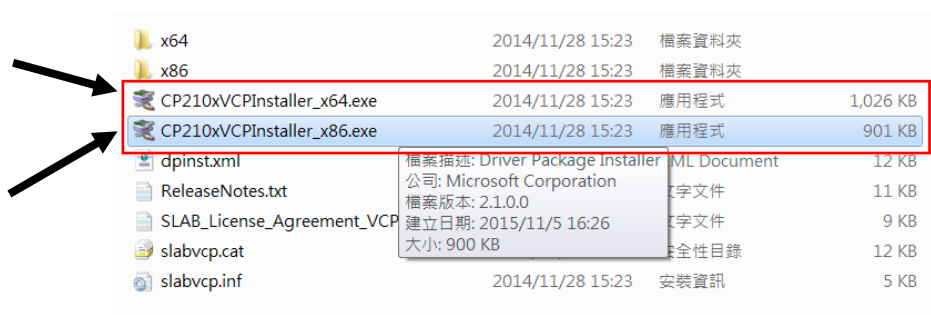 x64 2014/11/28 15:23 檔案資料夾
x86 2014/11/28 15:23 檔案資料夾
CP210xVCPInstaller_x64.exe 2014/11/28 15:23 應用程式 1,026 KB
CP210xVCPInstaller_x86.exe 2014/11/28 15:23 應用程式 901 KB
dpinst.xml Document 12 KB
檔案描述: Driver Package Installer
公司: Microsoft Corporation
檔案版本: 2.1.0.0
建立日期: 2015/11/5 16:26
大小: 900 KB
ReleaseNotes.txt 文字文件 11 KB
SLAB_License_Agreement_VCP 文字文件 9 KB
slabvcp.cat 安全性目錄 12 KB
slabvcp.inf 2014/11/28 15:23 安裝資訊 5 KB